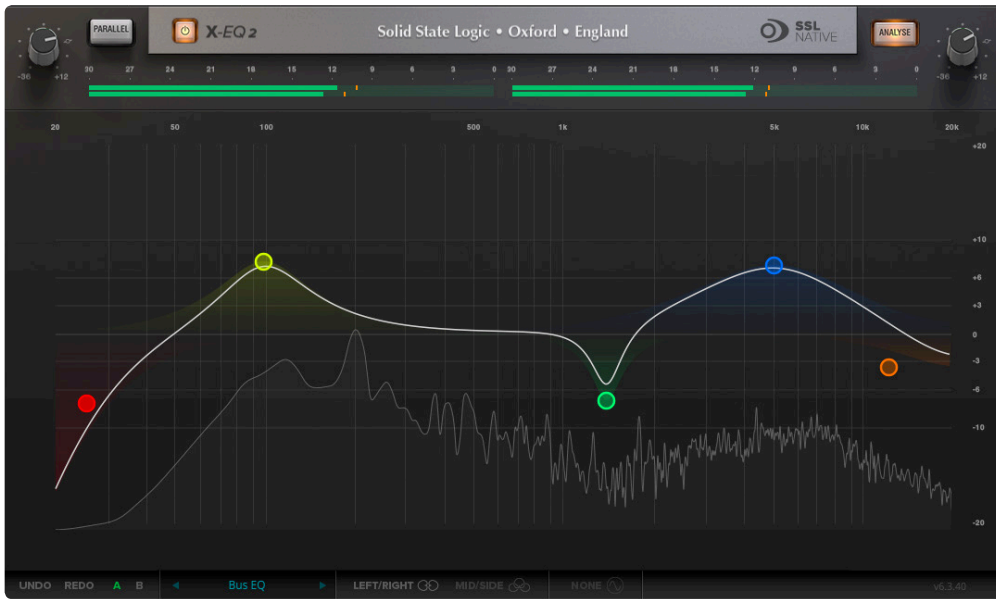 PARALLEL
X-EQ 2
Solid State Logic • Oxford • England
SSL
NATIVE
ANALYSE
-36 +12 30 27 24 21 18 15 12 9 6 3 0 30 27 24 21 18 15 12 9 6 3 0 -36 +12
20 50 100 500 1k 5k 10k 20k
+20
+10
+6
+3
0
-3
-6
-10
-20
UNDO REDO A B Bus EQ LEFT/RIGHT MID/SIDE NONE v6.3.40